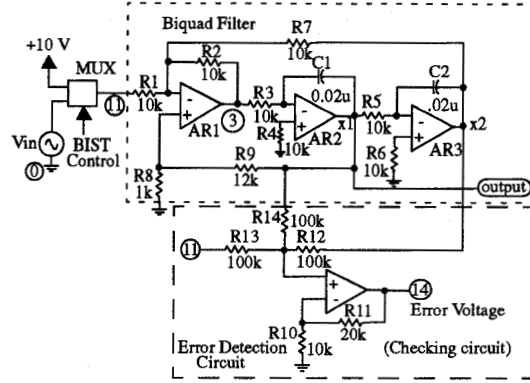 Biquad Filter
R7
10k
+10 V
MUX
R2
10k
C1
0.02u
C2
.02u
R1
10k
11
R3
10k
R5
10k
-
+
AR1
3
R4
10k
-
+
AR2
x1
-
+
AR3
x2
Vin
0
BIST
Control
R6
10k
R8
1k
R9
12k
output
R14
100k
11
R13
100k
R12
100k
+
-
14
Error Voltage
R11
20k
R10
10k
Error Detection
Circuit
(Checking circuit)